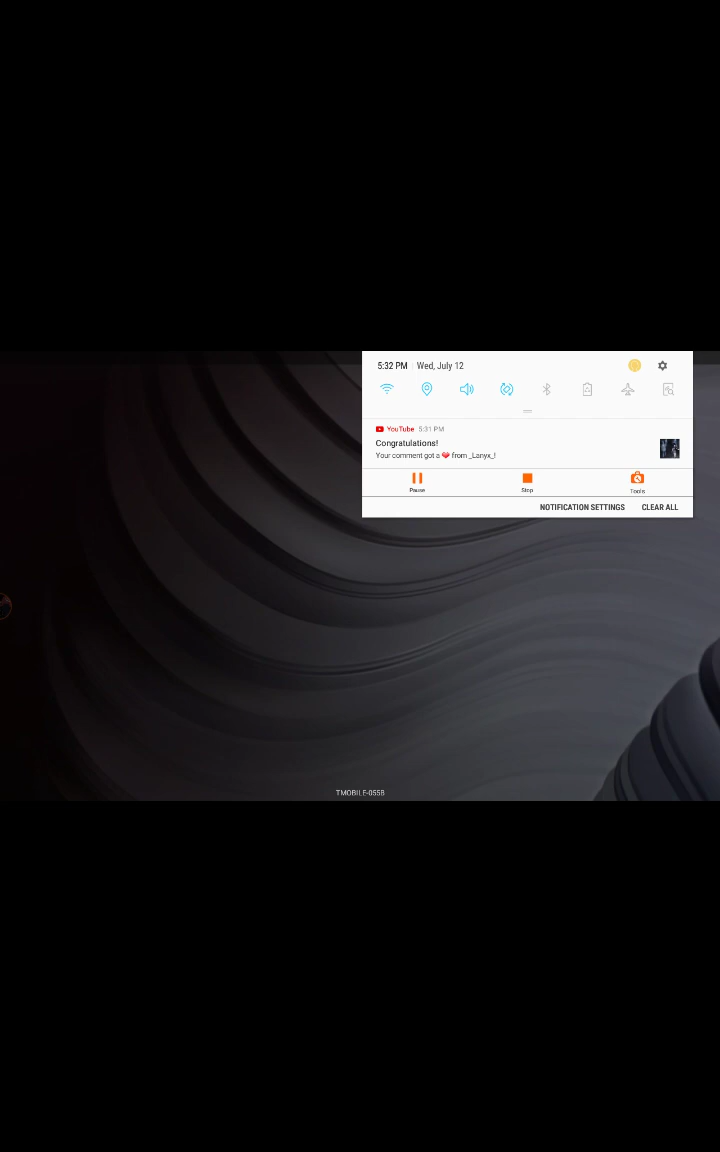 5:32 PM Wed, July 12
YouTube 5:31 PM
Congratulations!
Your comment got a ❤ from _Lanyx_!
Pause Stop Tools
NOTIFICATION SETTINGS CLEAR ALL
TMOBILE-055B